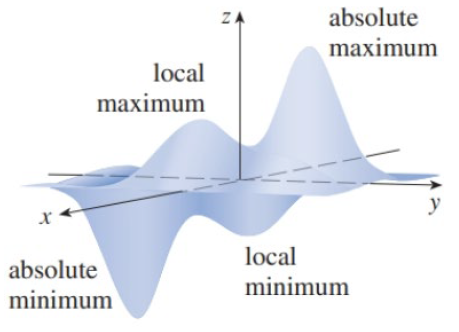 z
absolute
maximum
local
maximum
x
y
absolute
minimum
local
minimum